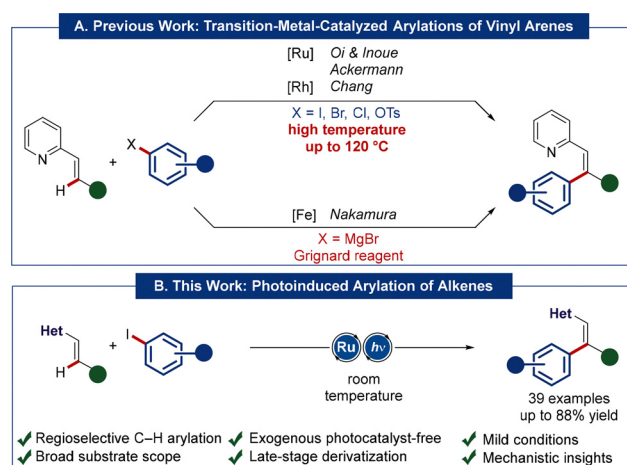 A. Previous Work: Transition-Metal-Catalyzed Arylations of Vinyl Arenes
[Ru] Oi & Inoue
Ackermann
[Rh] Chang
N
H
+
X
X = I, Br, Cl, OTs
high temperature
up to 120 °C
N
[Fe] Nakamura
X = MgBr
Grignard reagent
B. This Work: Photoinduced Arylation of Alkenes
Het
H
+
I
Ru hν
room
temperature
Het
39 examples
up to 88% yield
Regioselective C–H arylation
Exogenous photocatalyst-free
Mild conditions
Broad substrate scope
Late-stage derivatization
Mechanistic insights